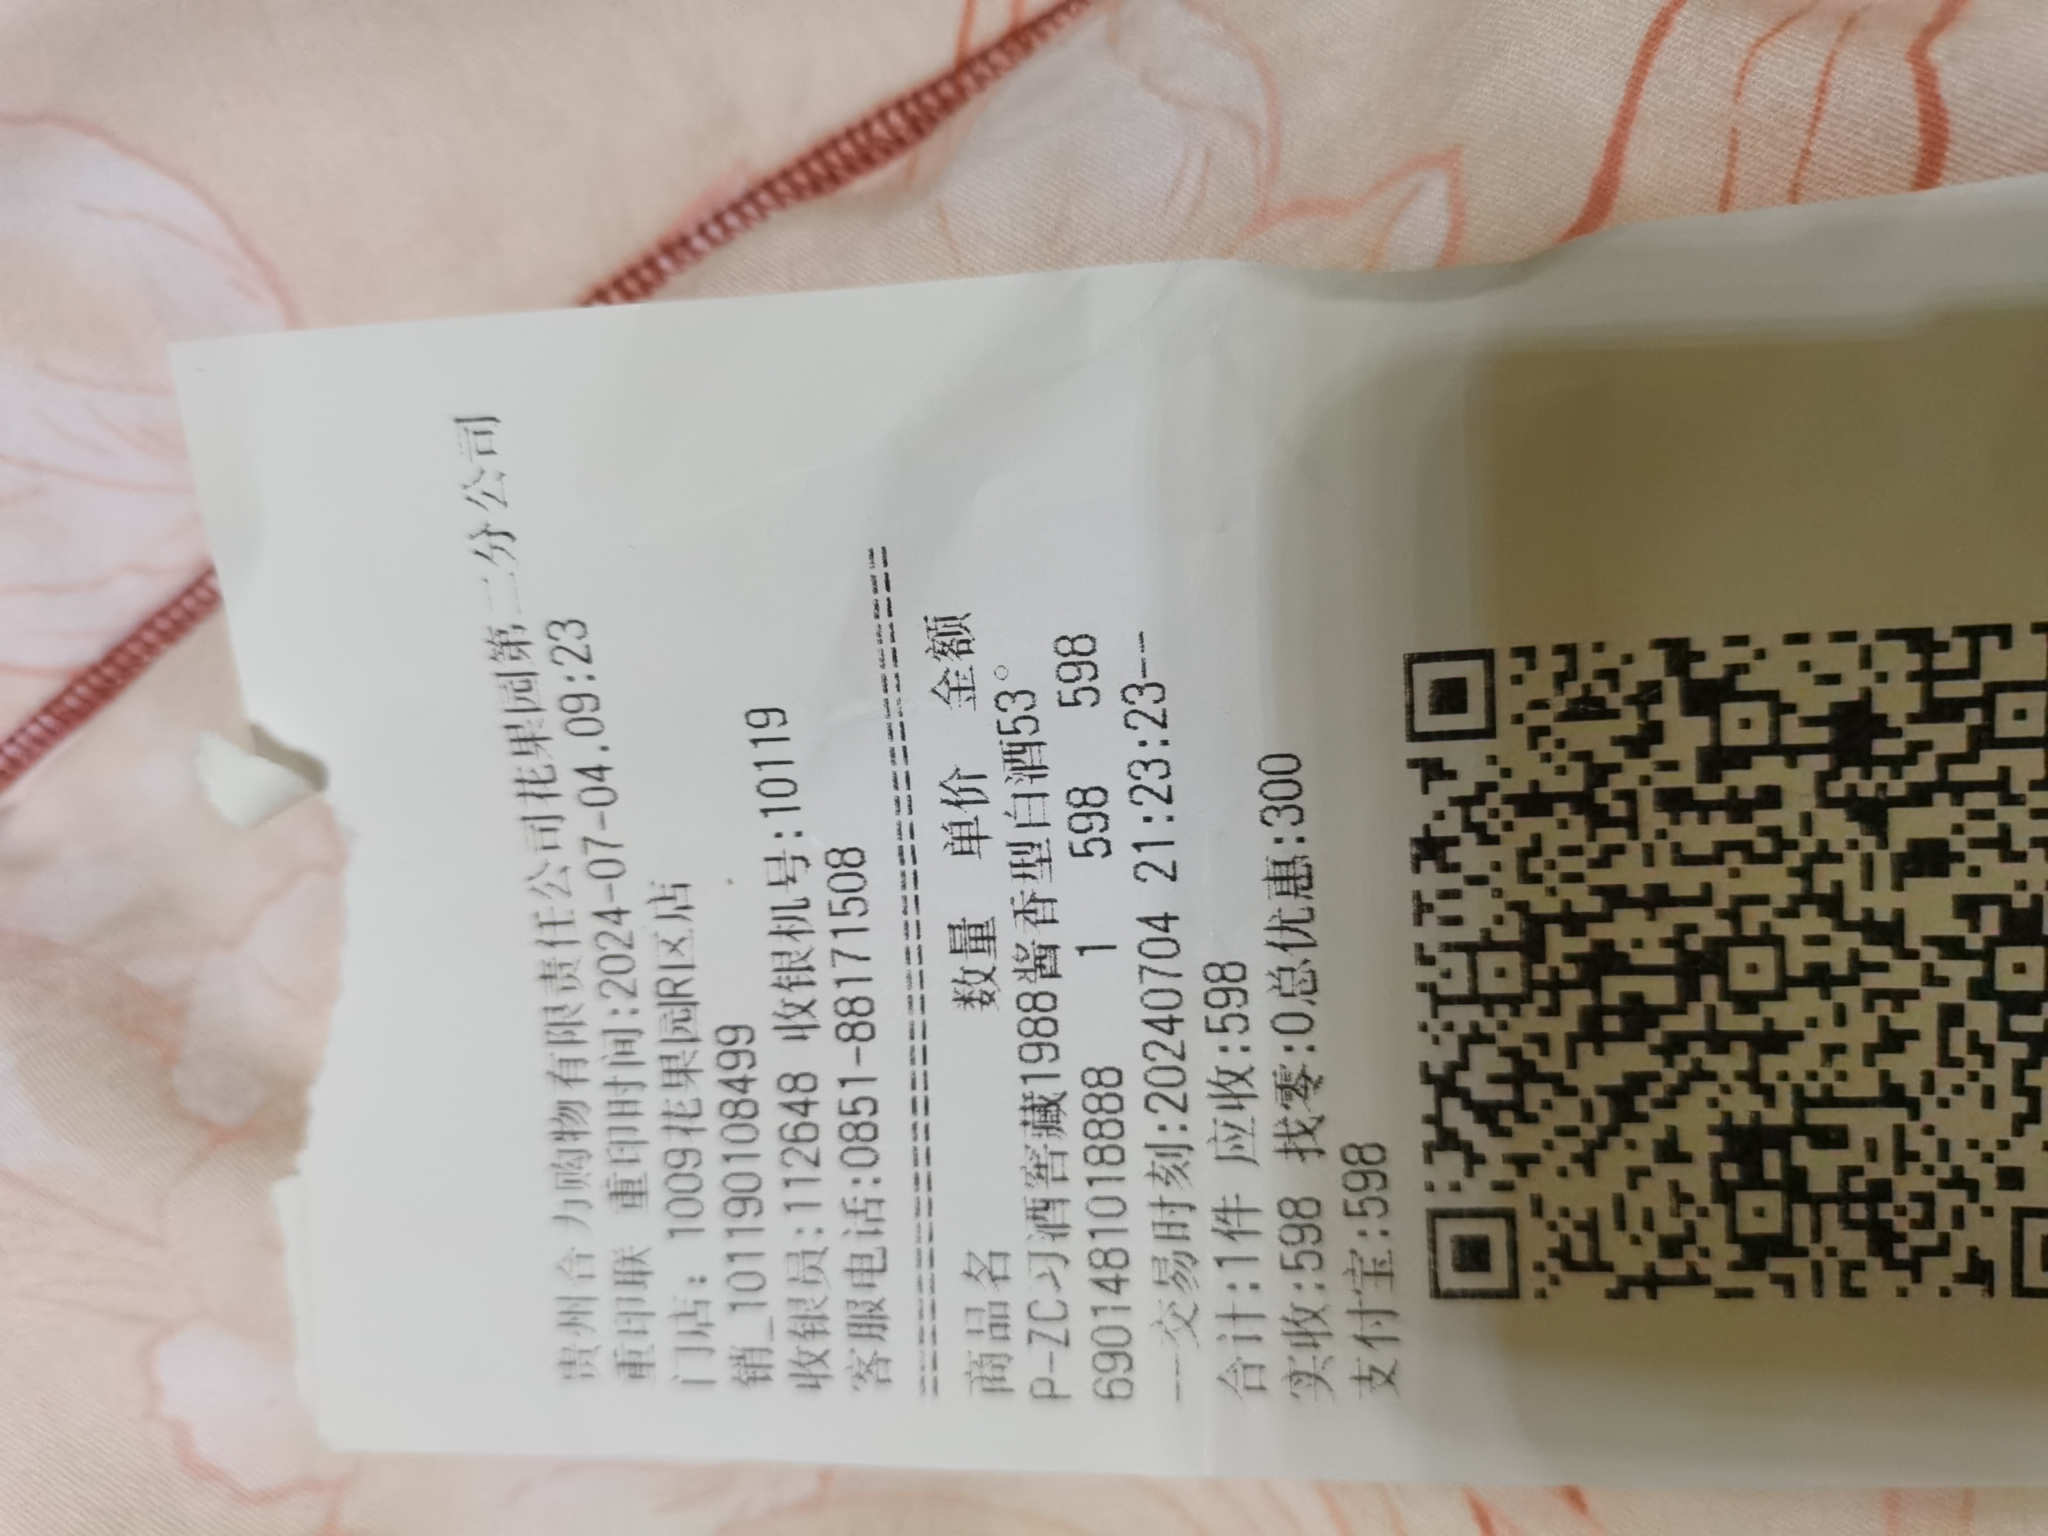 贵州合力购物有限责任公司花果园第二分公司
重印联 重印时间:2024-07-04.09:23
门店: 1009花果园R区店
销_1011901084​99
收银员:112648 收银机号:10119
客服电话:0851-88171508
商品名 数量 单价 金额
P-ZC习酒窖藏1988酱香型白酒53°
6901481018888 1 598 598
--交易时刻:20240704 21:23:23--
合计:1件 应收:598
实收:598 找零:0总优惠:300
支付宝:598